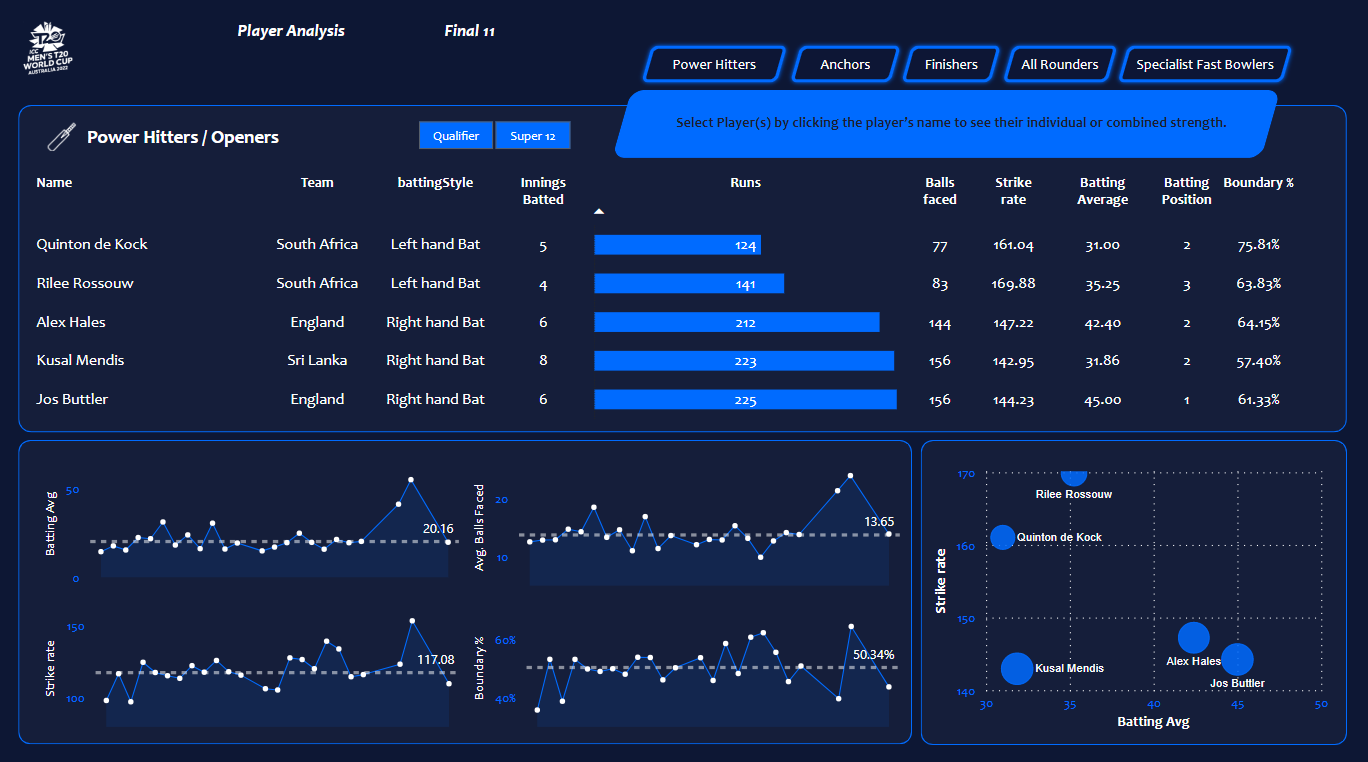 Player Analysis
Final 11
T20
ICC
MEN'S T20
WORLD CUP
AUSTRALIA 2022
Power Hitters
Anchors
Finishers
All Rounders
Specialist Fast Bowlers
Select Player(s) by clicking the player's name to see their individual or combined strength.
Power Hitters / Openers
Qualifier
Super 12
Name Team battingStyle Innings Batted Runs Balls faced Strike rate Batting Average Batting Position Boundary %
Quinton de Kock South Africa Left hand Bat 5 124 77 161.04 31.00 2 75.81%
Rilee Rossouw South Africa Left hand Bat 4 141 83 169.88 35.25 3 63.83%
Alex Hales England Right hand Bat 6 212 144 147.22 42.40 2 64.15%
Kusal Mendis Sri Lanka Right hand Bat 8 223 156 142.95 31.86 2 57.40%
Jos Buttler England Right hand Bat 6 225 156 144.23 45.00 1 61.33%
Batting Avg
50
0
20.16
Avg. Balls Faced
20
10
13.65
Strike rate
150
100
117.08
Boundary %
60%
40%
50.34%
Strike rate
170
160
150
140
Rilee Rossouw
Quinton de Kock
Alex Hales
Kusal Mendis
Jos Buttler
30 35 40 45 50
Batting Avg